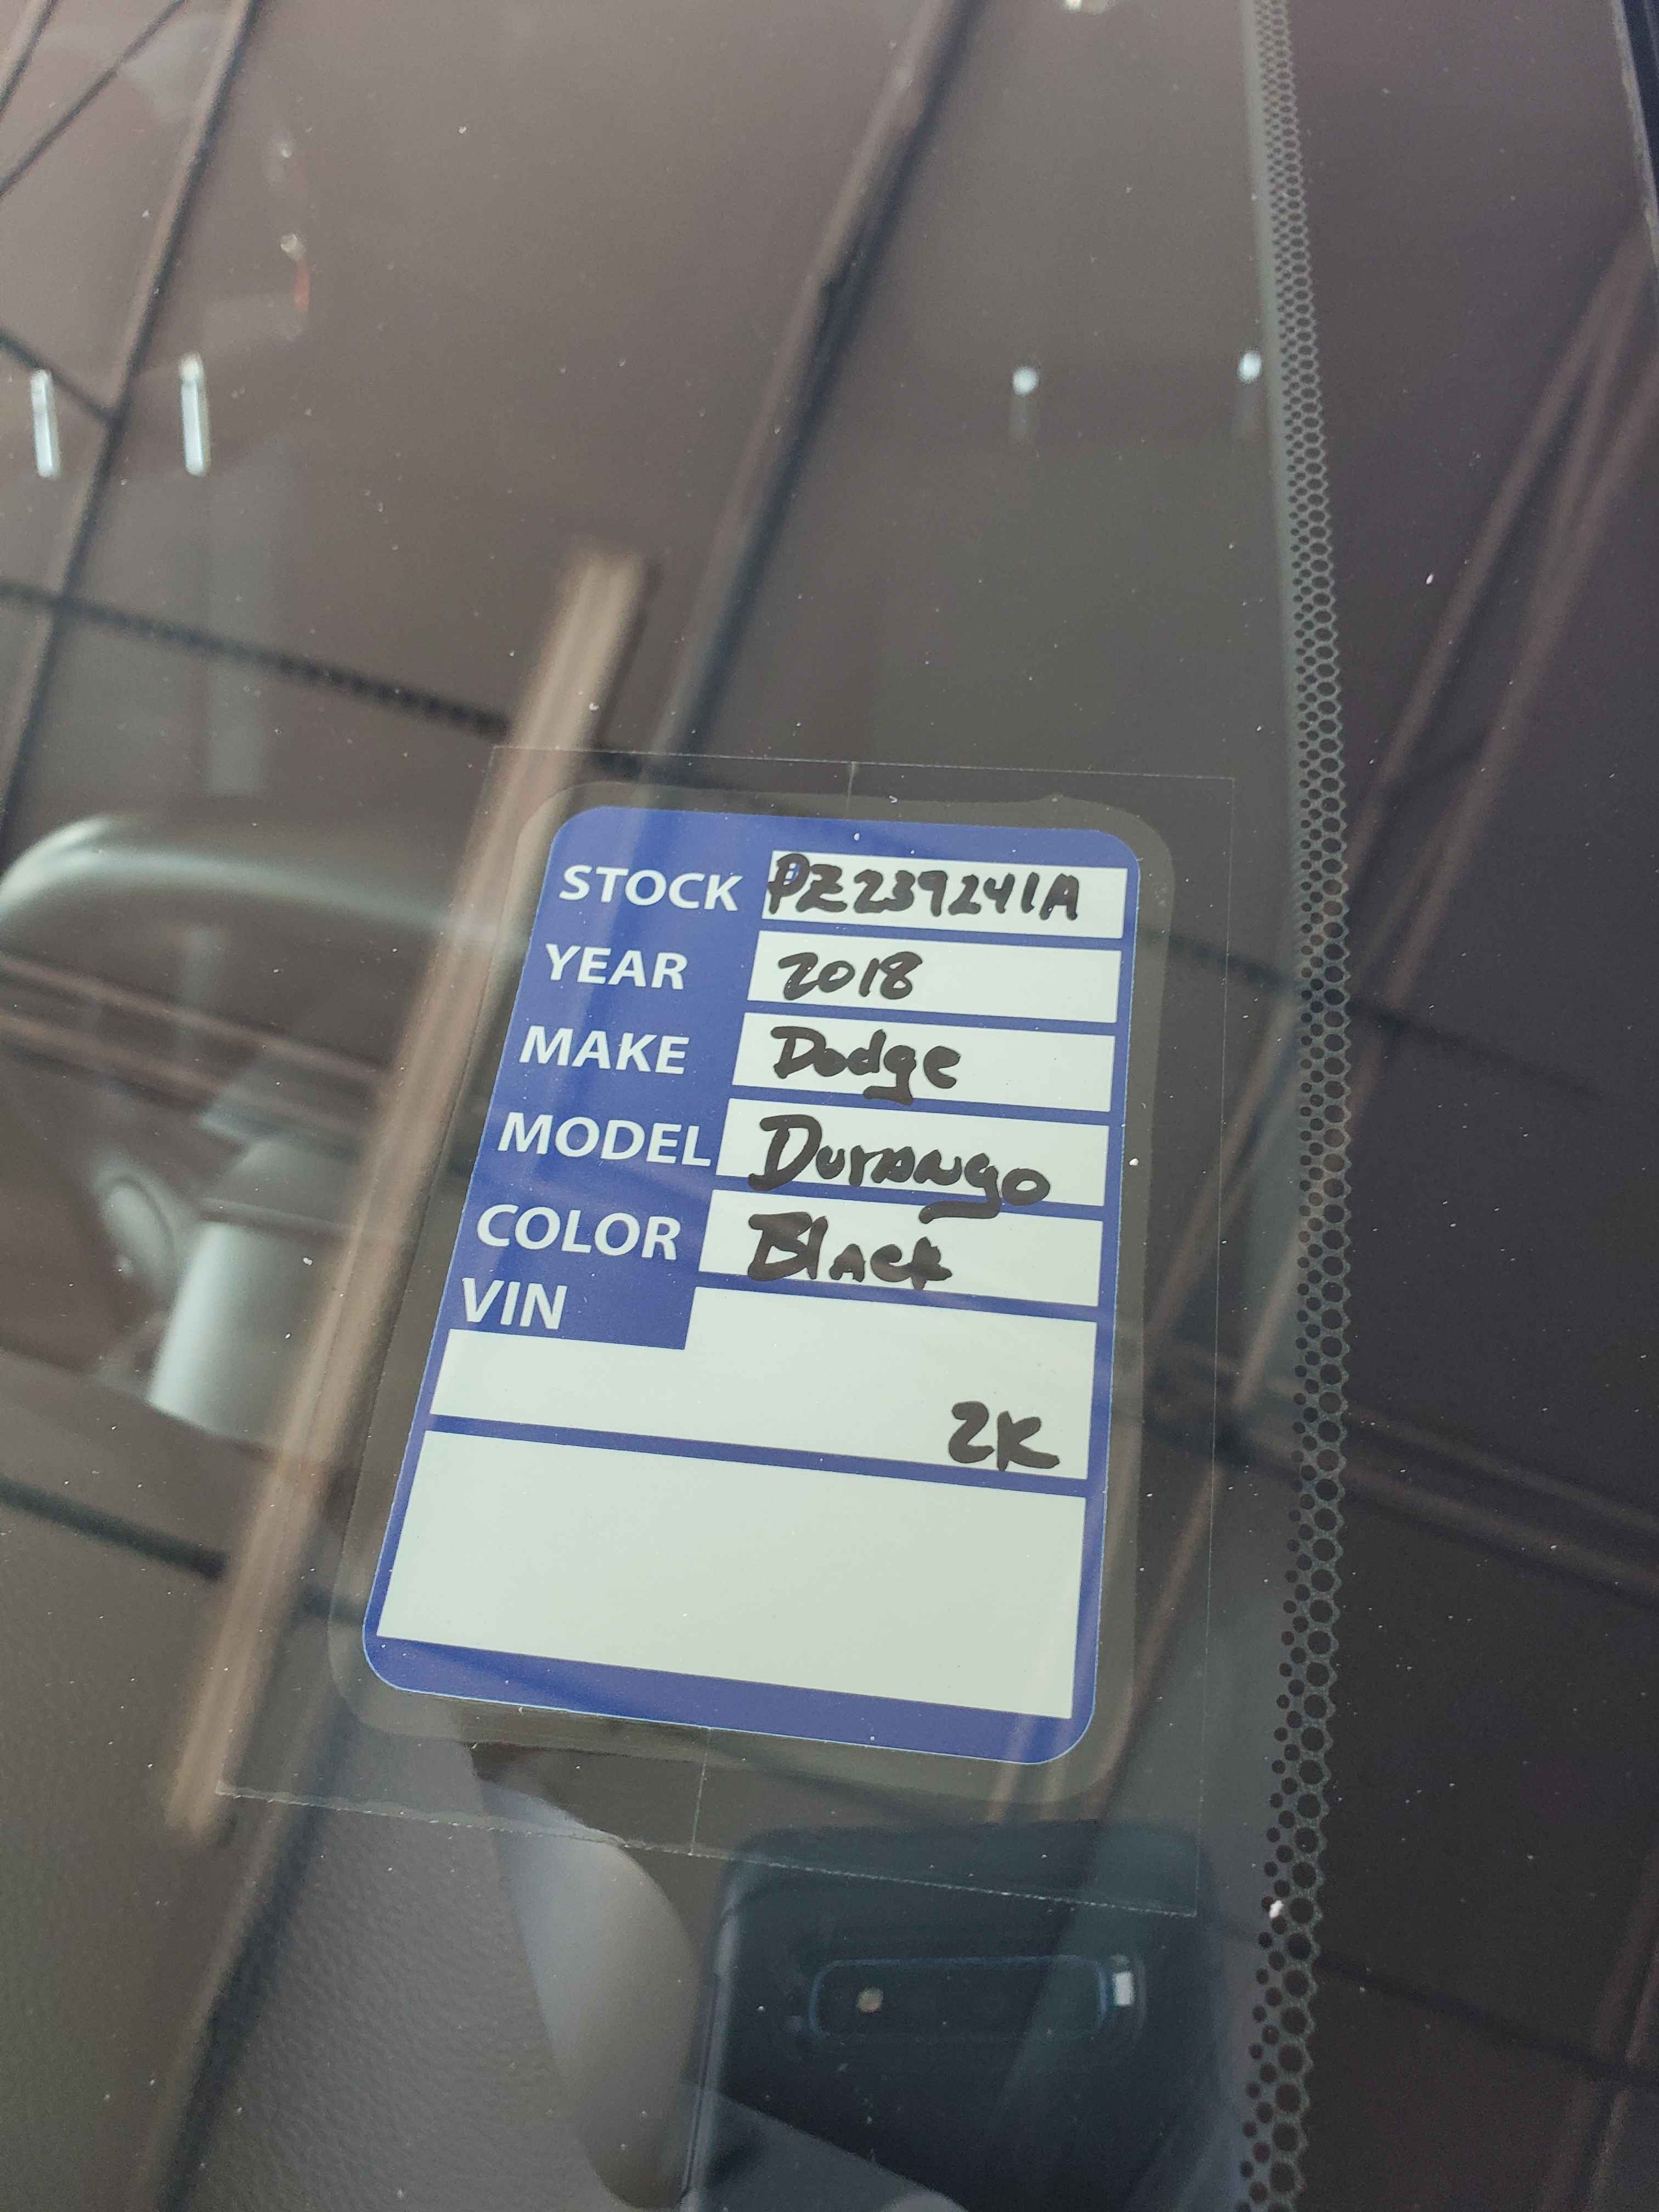 STOCK PZ239241A
YEAR 2018
MAKE Dodge
MODEL Durango
COLOR Black
VIN
2K